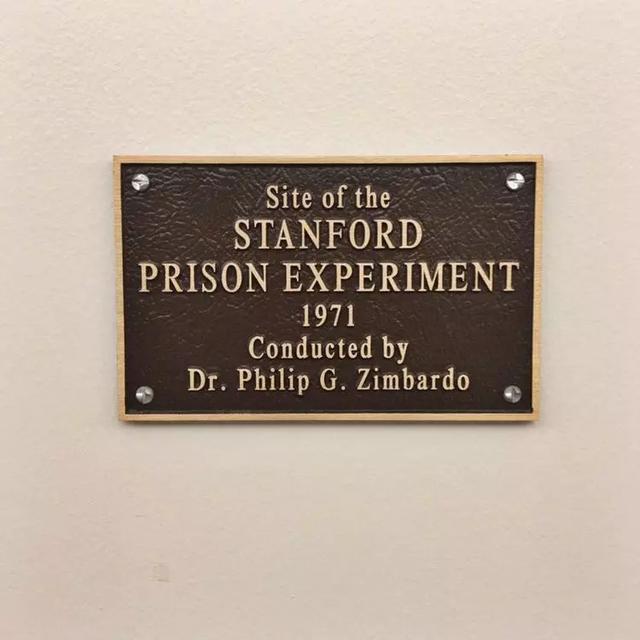 Site of the
STANFORD
PRISON EXPERIMENT
1971
Conducted by
Dr. Philip G. Zimbardo